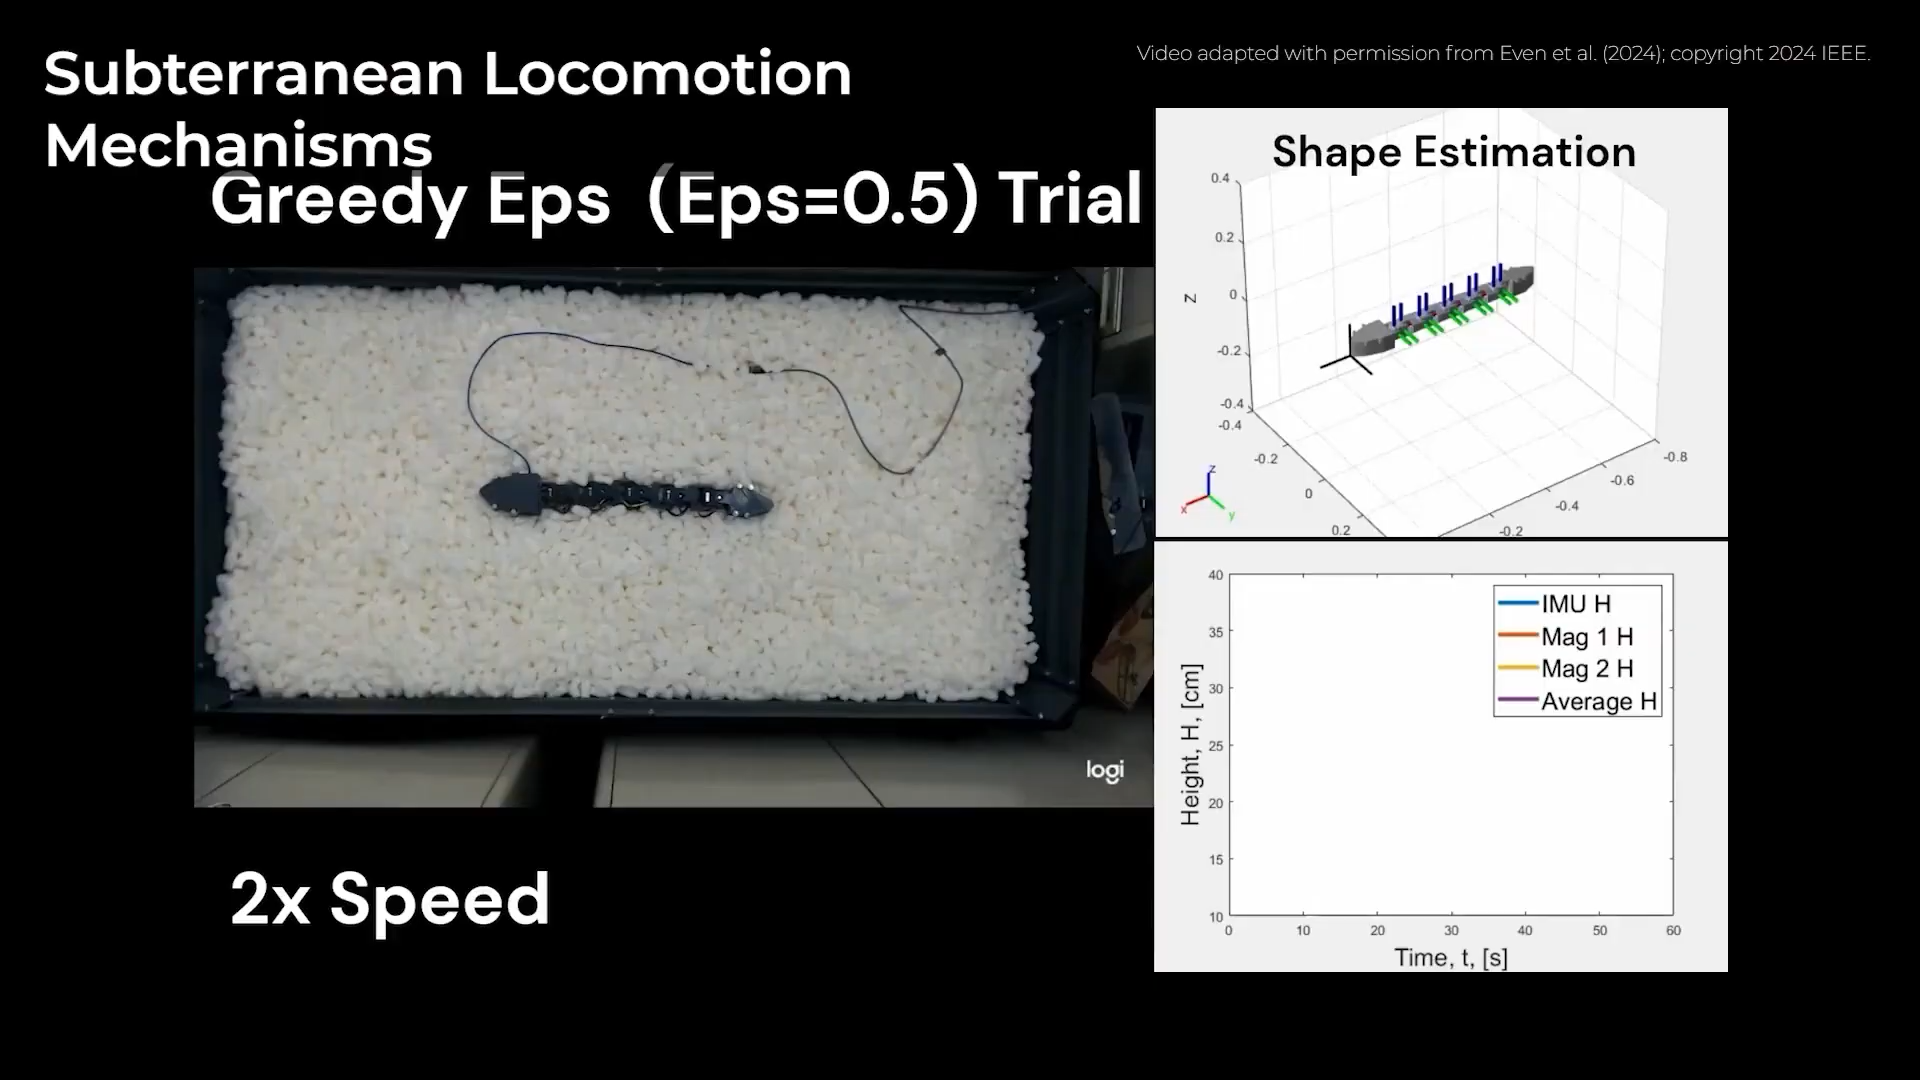 Subterranean Locomotion
Mechanisms
Video adapted with permission from Even et al. (2024); copyright 2024 IEEE.
Greedy Eps (Eps=0.5) Trial
logi
2x Speed
Shape Estimation
0.4
0.2
0
-0.2
-0.4
z
-0.4
-0.2
0
0.2
-0.8
-0.6
-0.4
-0.2
z
x
y
40
35
30
25
20
15
10
Height, H, [cm]
IMU H
Mag 1 H
Mag 2 H
Average H
0 10 20 30 40 50 60
Time, t, [s]